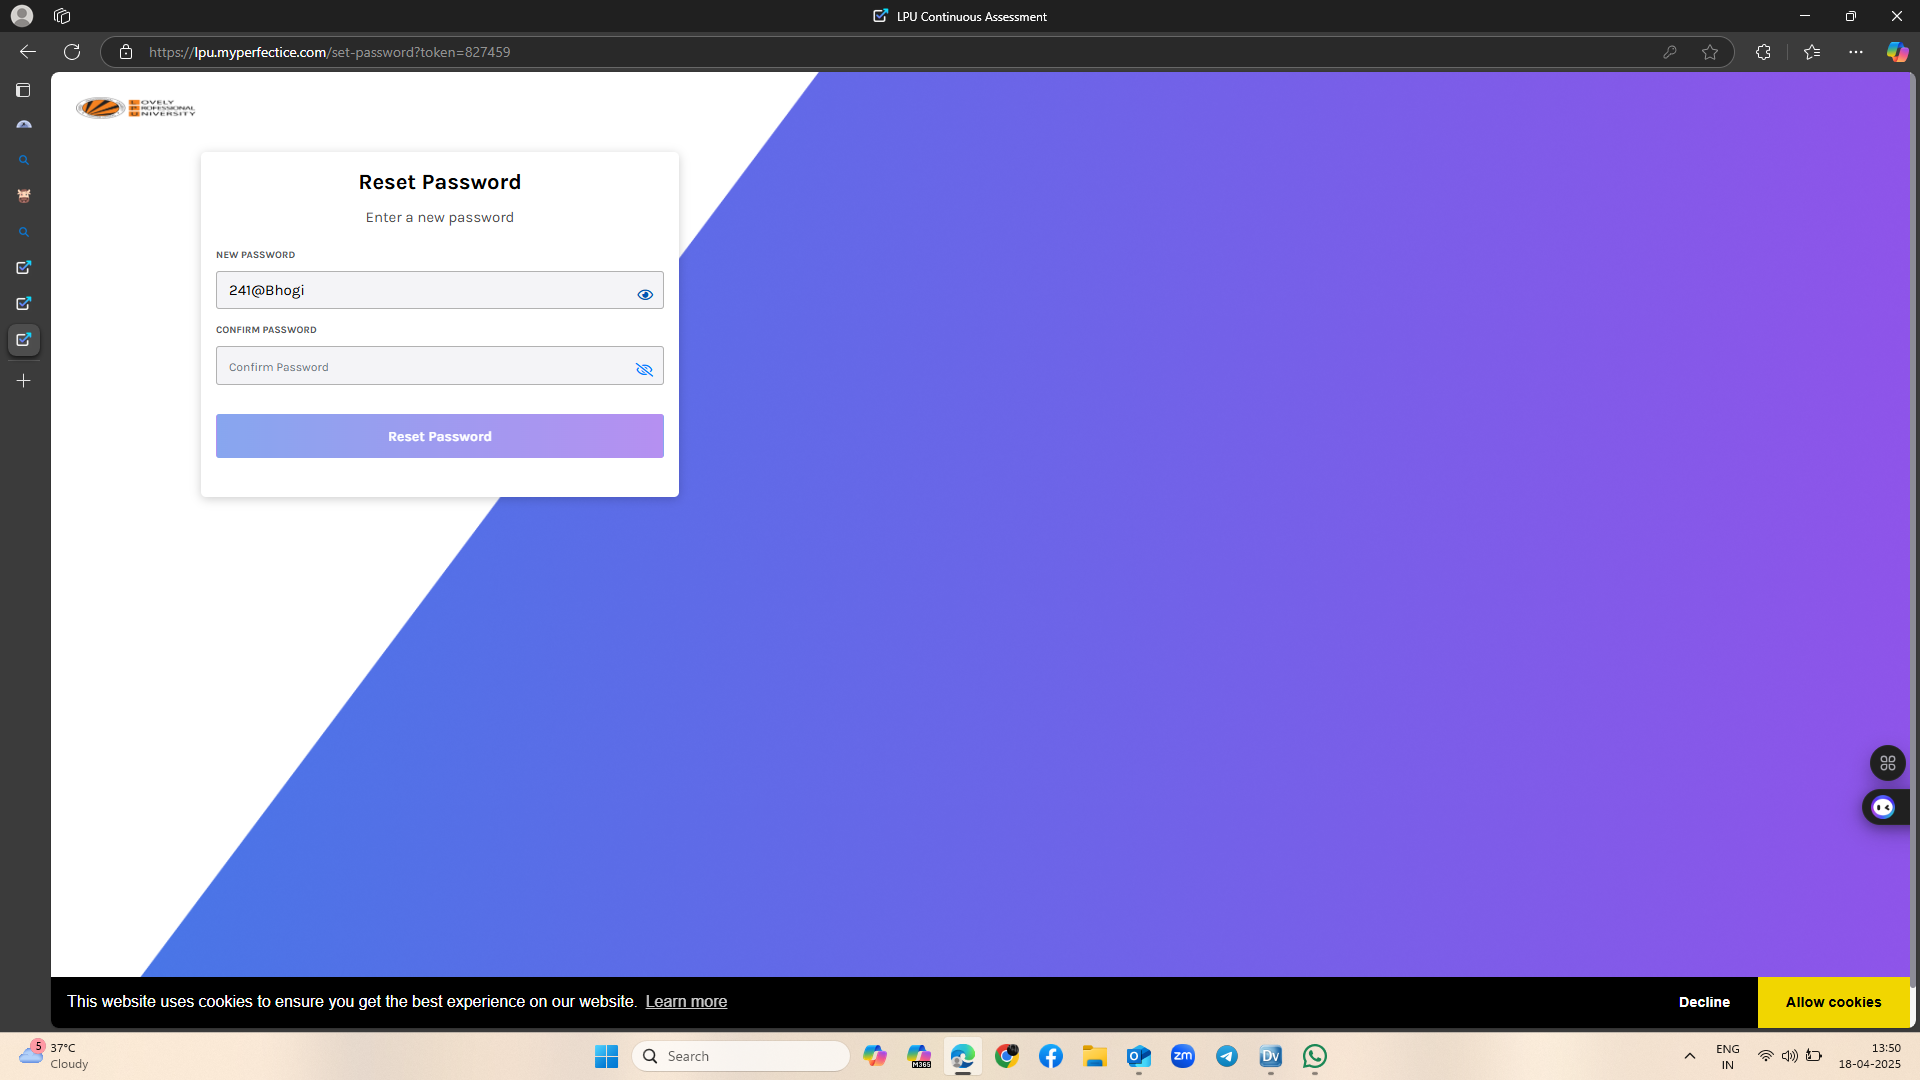 LPU Continuous Assessment
https://lpu.myperfectice.com/set-password?token=827459
LOVELY
PROFESSIONAL
UNIVERSITY
Reset Password
Enter a new password
NEW PASSWORD
241@Bhogi
CONFIRM PASSWORD
Confirm Password
Reset Password
This website uses cookies to ensure you get the best experience on our website. Learn more
Decline
Allow cookies
5
37°C
Cloudy
Search
M365
O
zm
Dv
ENG
IN
13:50
18-04-2025